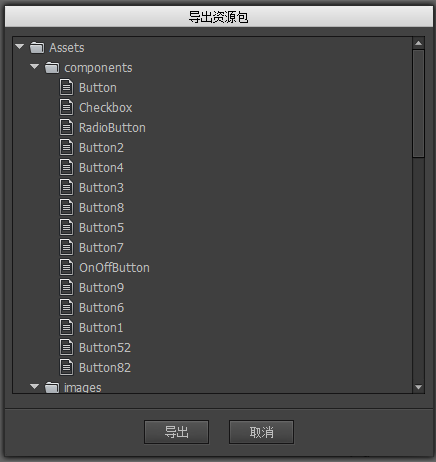 导出资源包
Assets
components
Button
Checkbox
RadioButton
Button2
Button4
Button3
Button8
Button5
Button7
OnOffButton
Button9
Button6
Button1
Button52
Button82
images
导出
取消